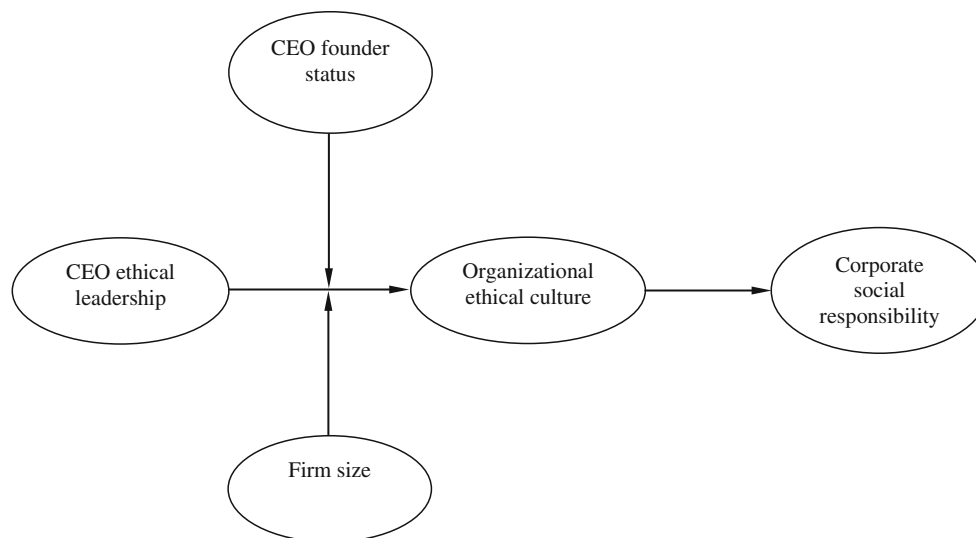 CEO founder
status
CEO ethical
leadership
Organizational
ethical culture
Corporate
social
responsibility
Firm size